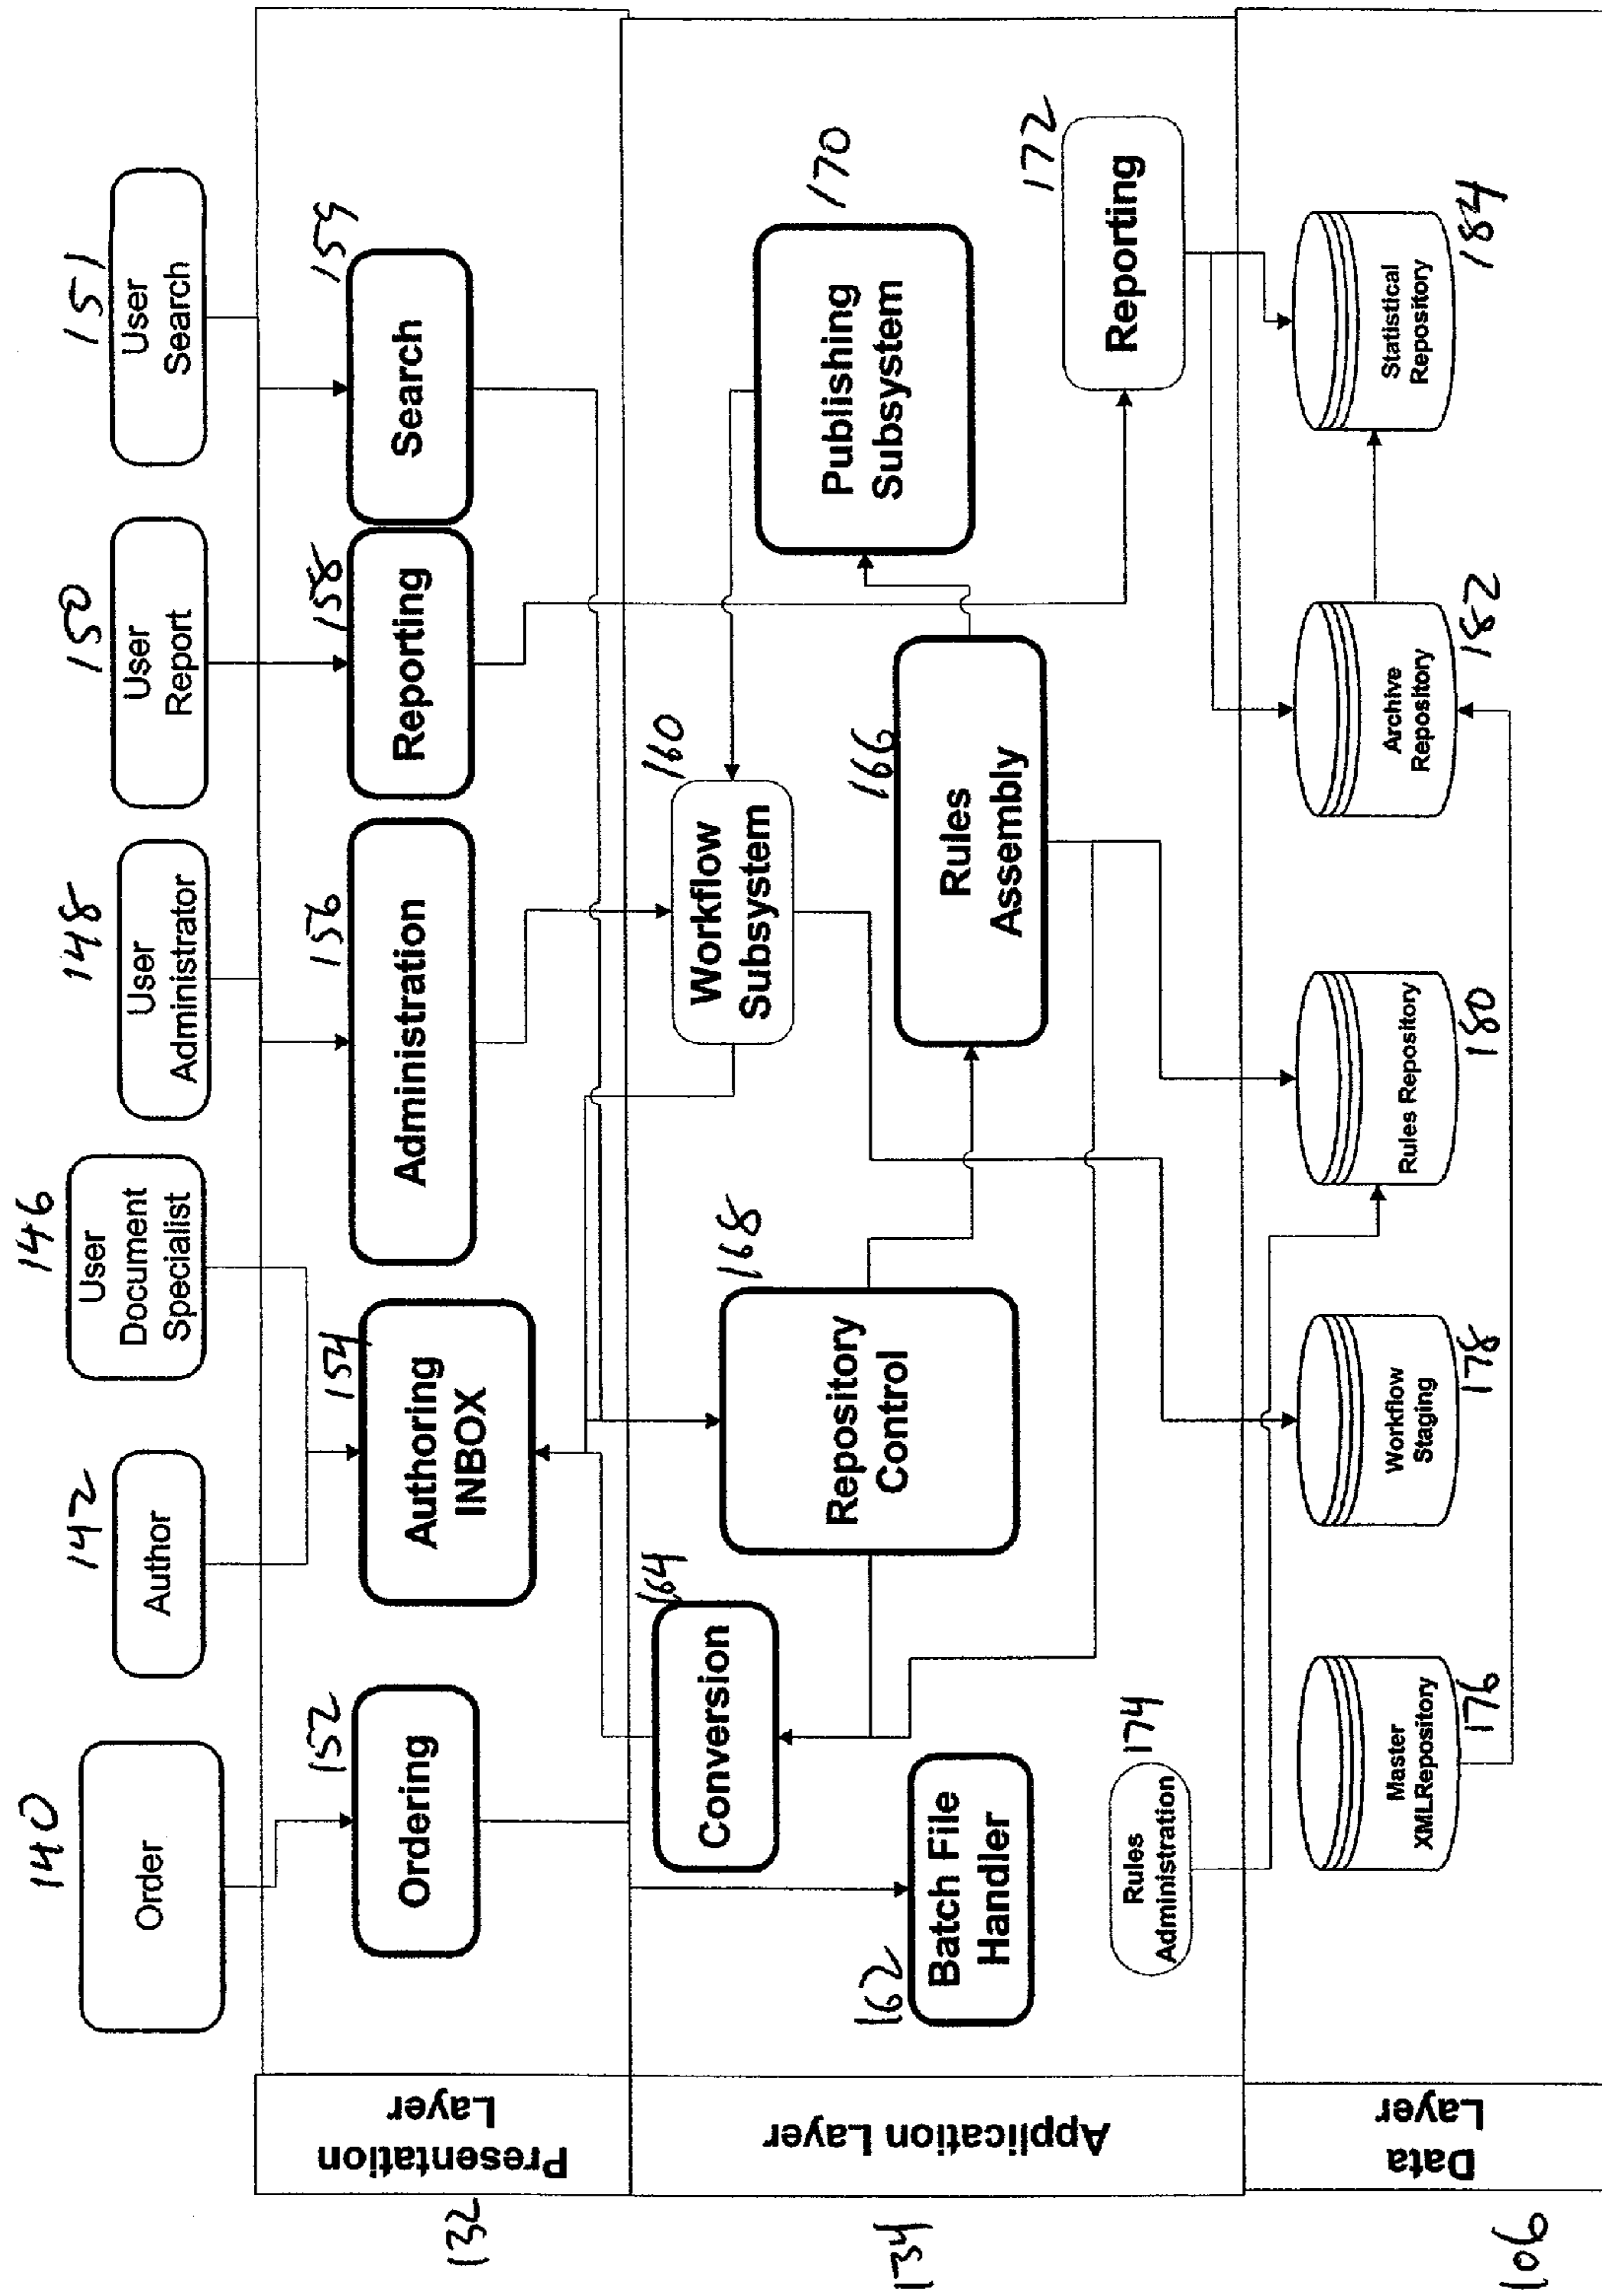 140
Order
142
Author
146
User
Document
Specialist
148
User
Administrator
150
User
Report
151
User
Search
132
Presentation
Layer
152
Ordering
154
Authoring
INBOX
156
Administration
158
Reporting
159
Search
134
Application Layer
164
Conversion
162
Batch File
Handler
168
Repository
Control
160
Workflow
Subsystem
166
Rules
Assembly
170
Publishing
Subsystem
172
Reporting
174
Rules
Administration
106
Data
Layer
Master
XMLRepository
176
Workflow
Staging
178
Rules Repository
180
Archive
Repository
182
Statistical
Repository
184